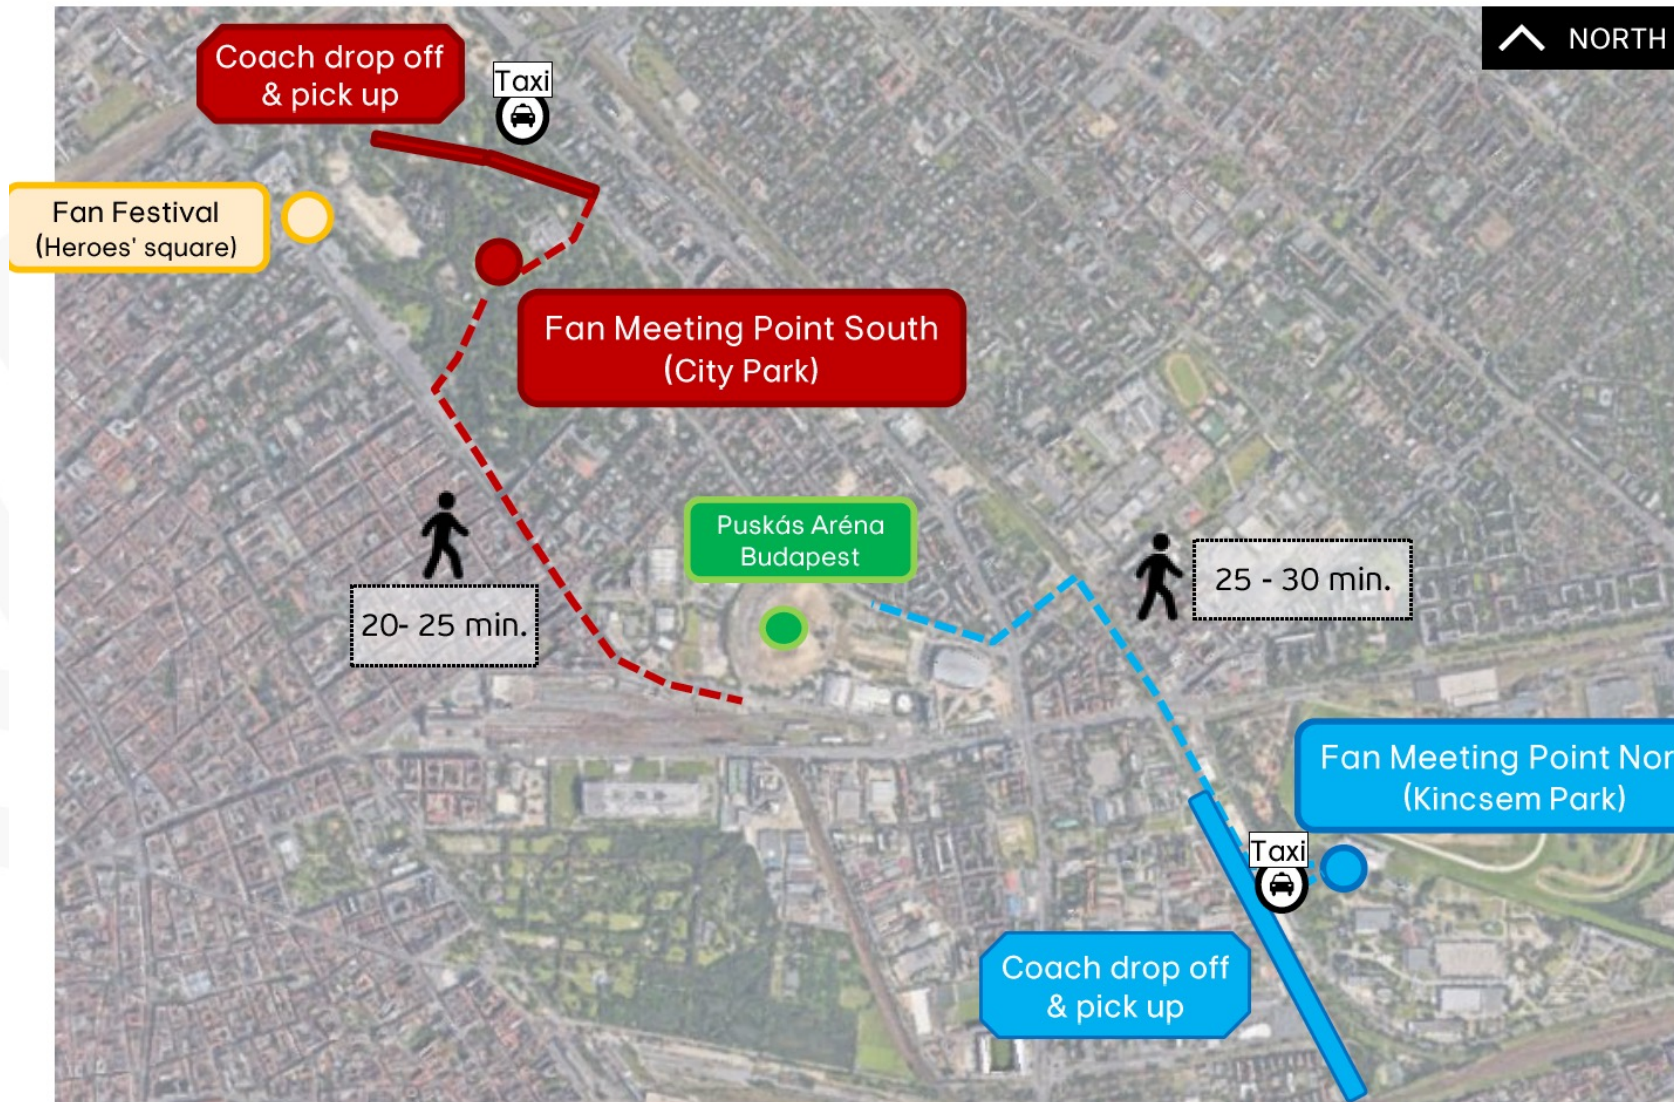 NORTH
Coach drop off
& pick up
Taxi
Fan Festival
(Heroes' square)
Fan Meeting Point South
(City Park)
Puskás Aréna
Budapest
20- 25 min.
25 - 30 min.
Fan Meeting Point Nor
(Kincsem Park)
Taxi
Coach drop off
& pick up